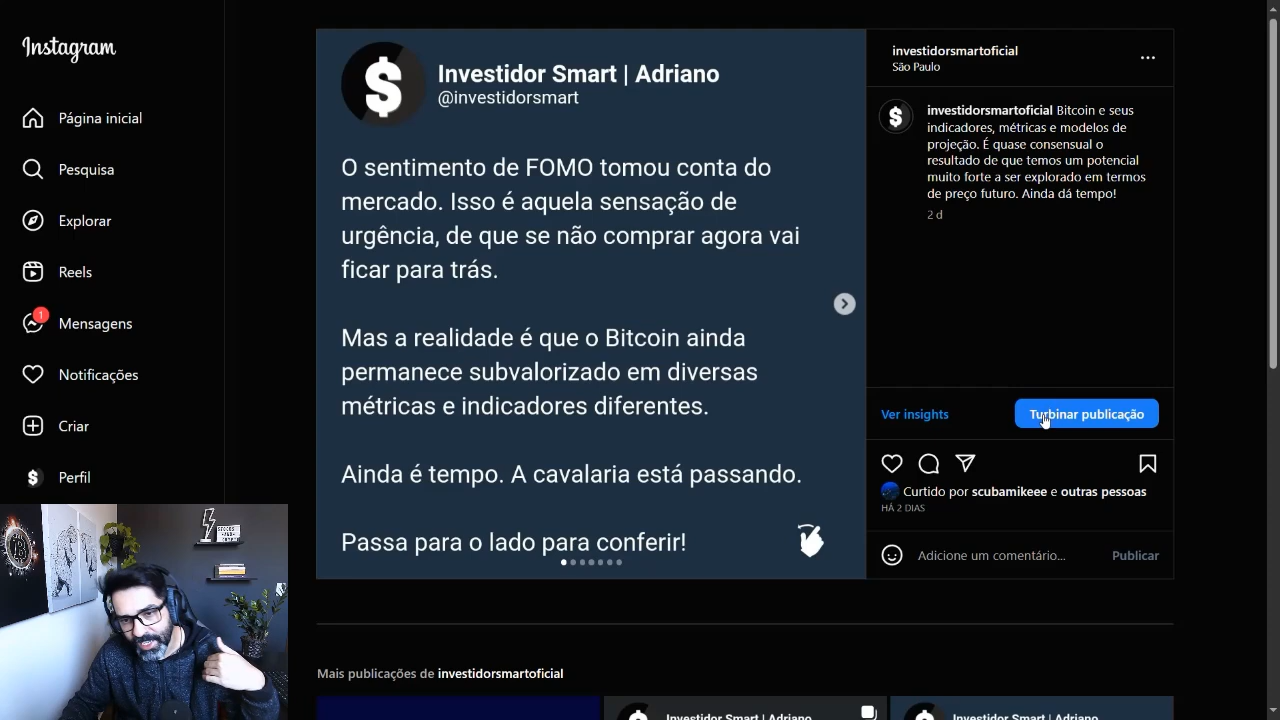 Instagram
Página inicial
Pesquisa
Explorar
Reels
1
Mensagens
Notificações
Criar
Perfil
Investidor Smart | Adriano
@investidorsmart
O sentimento de FOMO tomou conta do
mercado. Isso é aquela sensação de
urgência, de que se não comprar agora vai
ficar para trás.
Mas a realidade é que o Bitcoin ainda
permanece subvalorizado em diversas
métricas e indicadores diferentes.
Ainda é tempo. A cavalaria está passando.
Passa para o lado para conferir!
investidorsmartoficial
São Paulo
investidorsmartoficial Bitcoin e seus
indicadores, métricas e modelos de
projeção. É quase consensual o
resultado de que temos um potencial
muito forte a ser explorado em termos
de preço futuro. Ainda dá tempo!
2 d
Ver insights
Turbinar publicação
Curtido por scubamikeee e outras pessoas
HÁ 2 DIAS
Adicione um comentário...
Publicar
Mais publicações de investidorsmartoficial
Investidor Smart | Adriano
Investidor Smart | Adriano